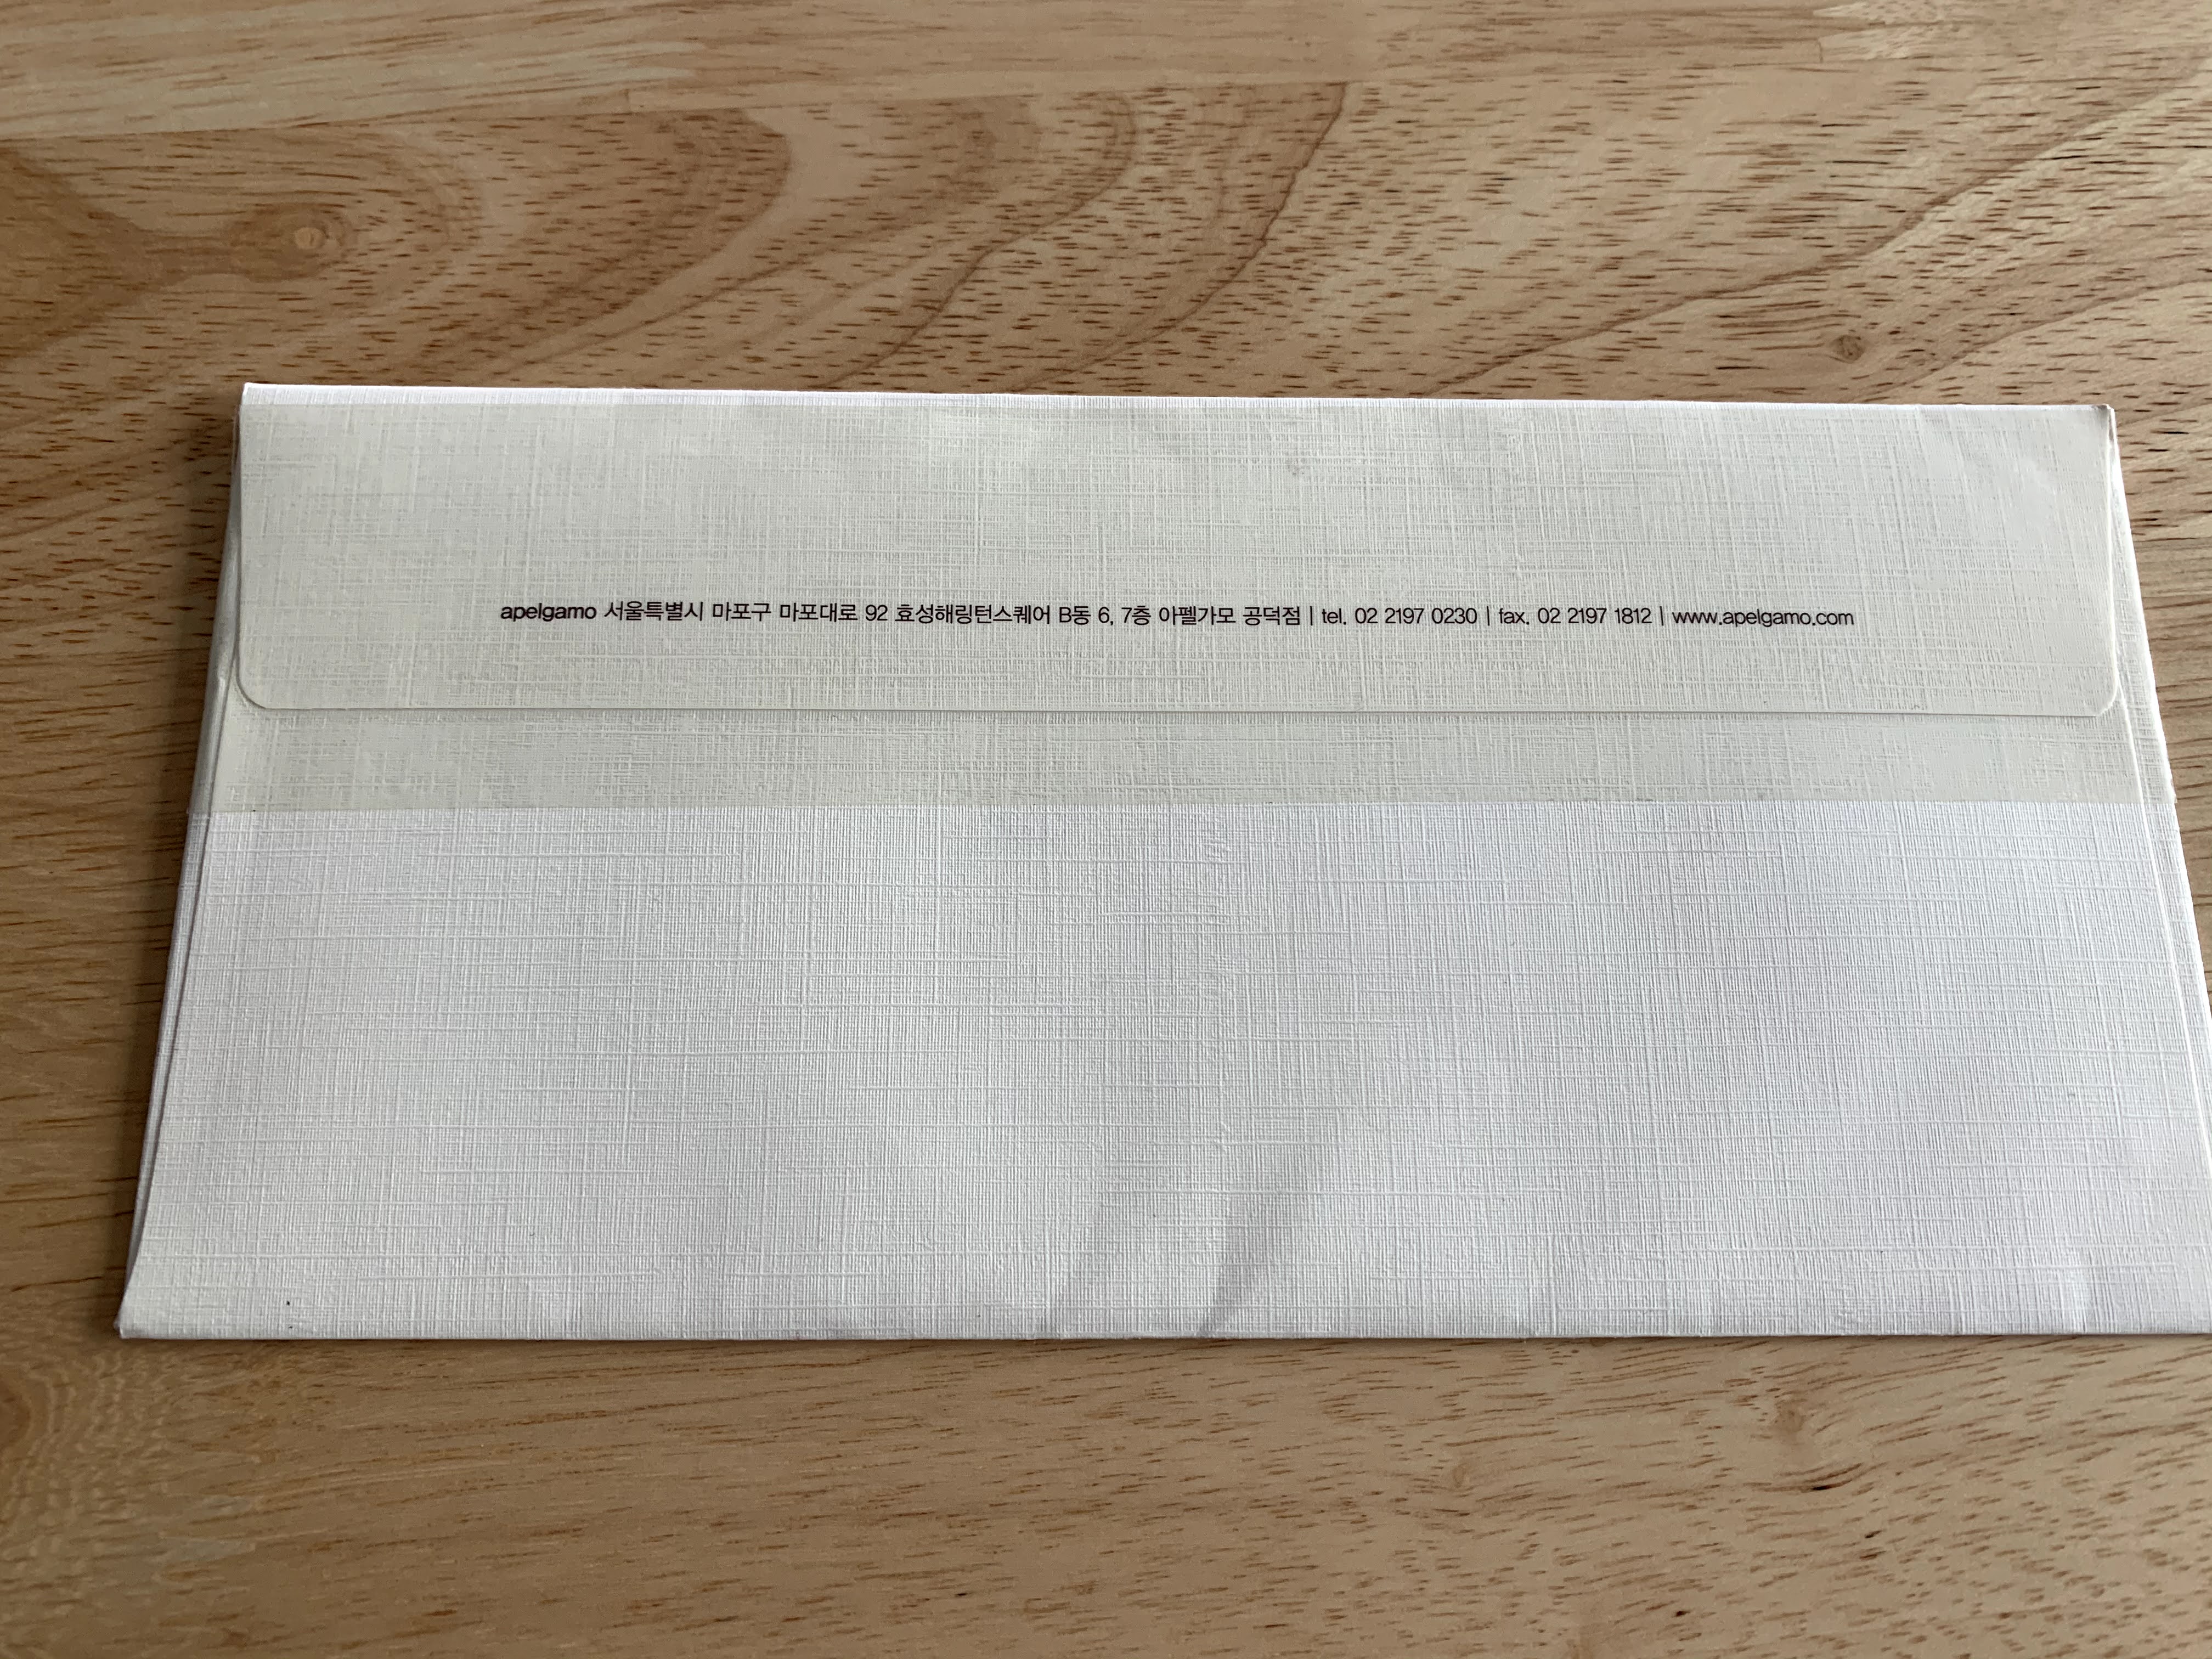 apelgamo 서울특별시 마포구 마포대로 92 효성해링턴스퀘어 B동 6, 7층 아펠가모 공덕점 | tel. 02 2197 0230 | fax. 02 2197 1812 | www.apelgamo.com